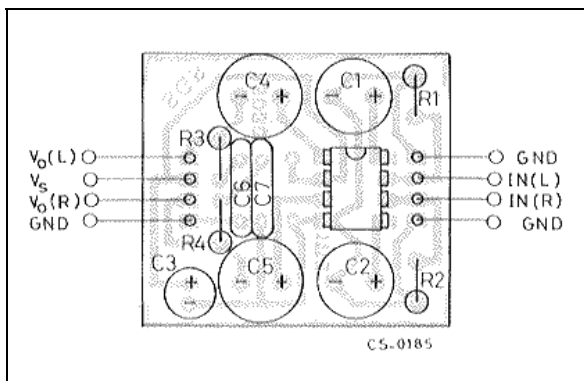 C4
C1
R1
R3
V₀(L)
Vₛ
V₀(R)
GND
C6
C7
GND
IN(L)
IN(R)
GND
R4
C3
C5
C2
R2
- +
- +
- +
- +
+
-
CS-0185